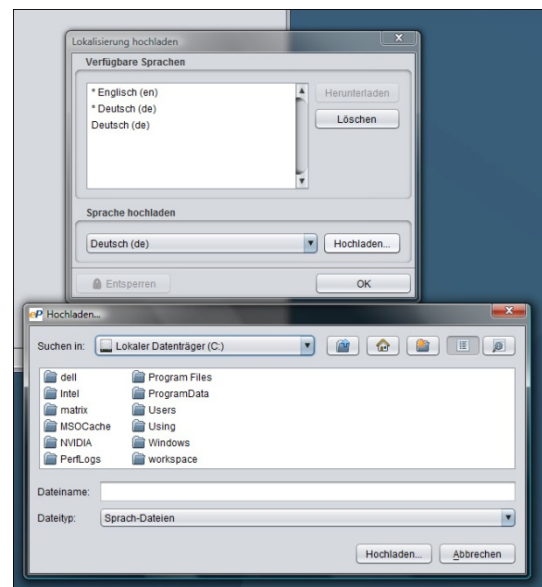 Lokalisierung hochladen
Verfügbare Sprachen
* Englisch (en)
* Deutsch (de)
Deutsch (de)
Herunterladen
Löschen
Sprache hochladen
Deutsch (de)
Hochladen...
Entsperren
OK
eP Hochladen...
Suchen in:
Lokaler Datenträger (C:)
dell
Intel
matrix
MSOCache
NVIDIA
PerfLogs
Program Files
ProgramData
Users
Using
Windows
workspace
Dateiname:
Dateityp:
Sprach-Dateien
Hochladen...
Abbrechen